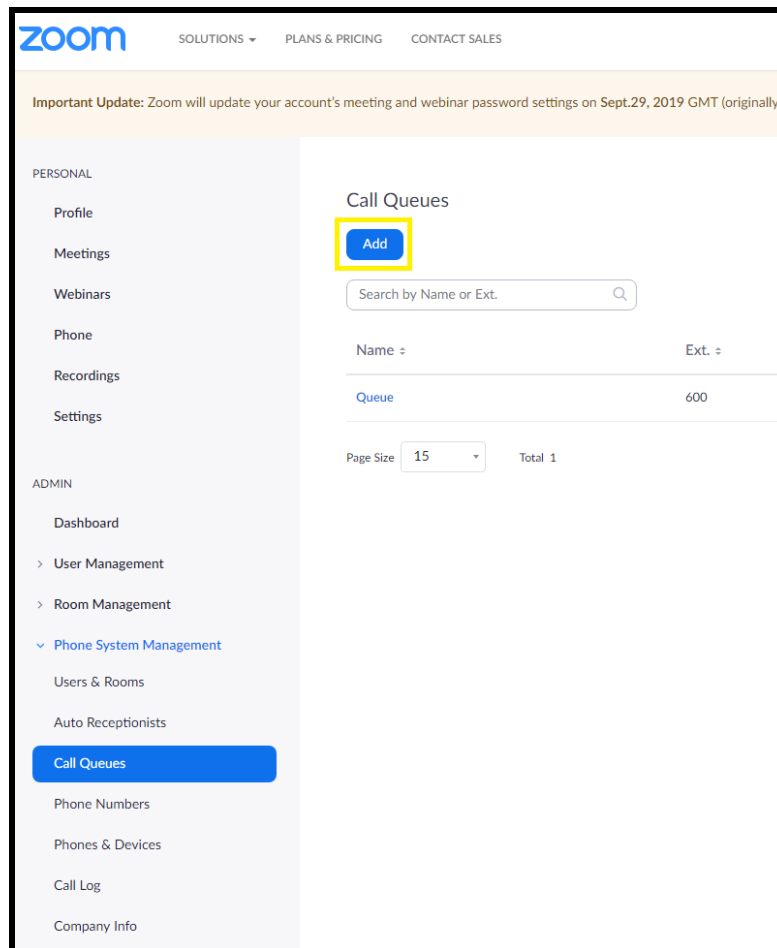 zoom SOLUTIONS PLANS & PRICING CONTACT SALES
Important Update: Zoom will update your account's meeting and webinar password settings on Sept.29, 2019 GMT (originally
PERSONAL
Profile
Meetings
Webinars
Phone
Recordings
Settings
ADMIN
Dashboard
User Management
Room Management
Phone System Management
Users & Rooms
Auto Receptionists
Call Queues
Phone Numbers
Phones & Devices
Call Log
Company Info
Call Queues
Add
Search by Name or Ext.
Name Ext.
Queue 600
Page Size 15 Total 1